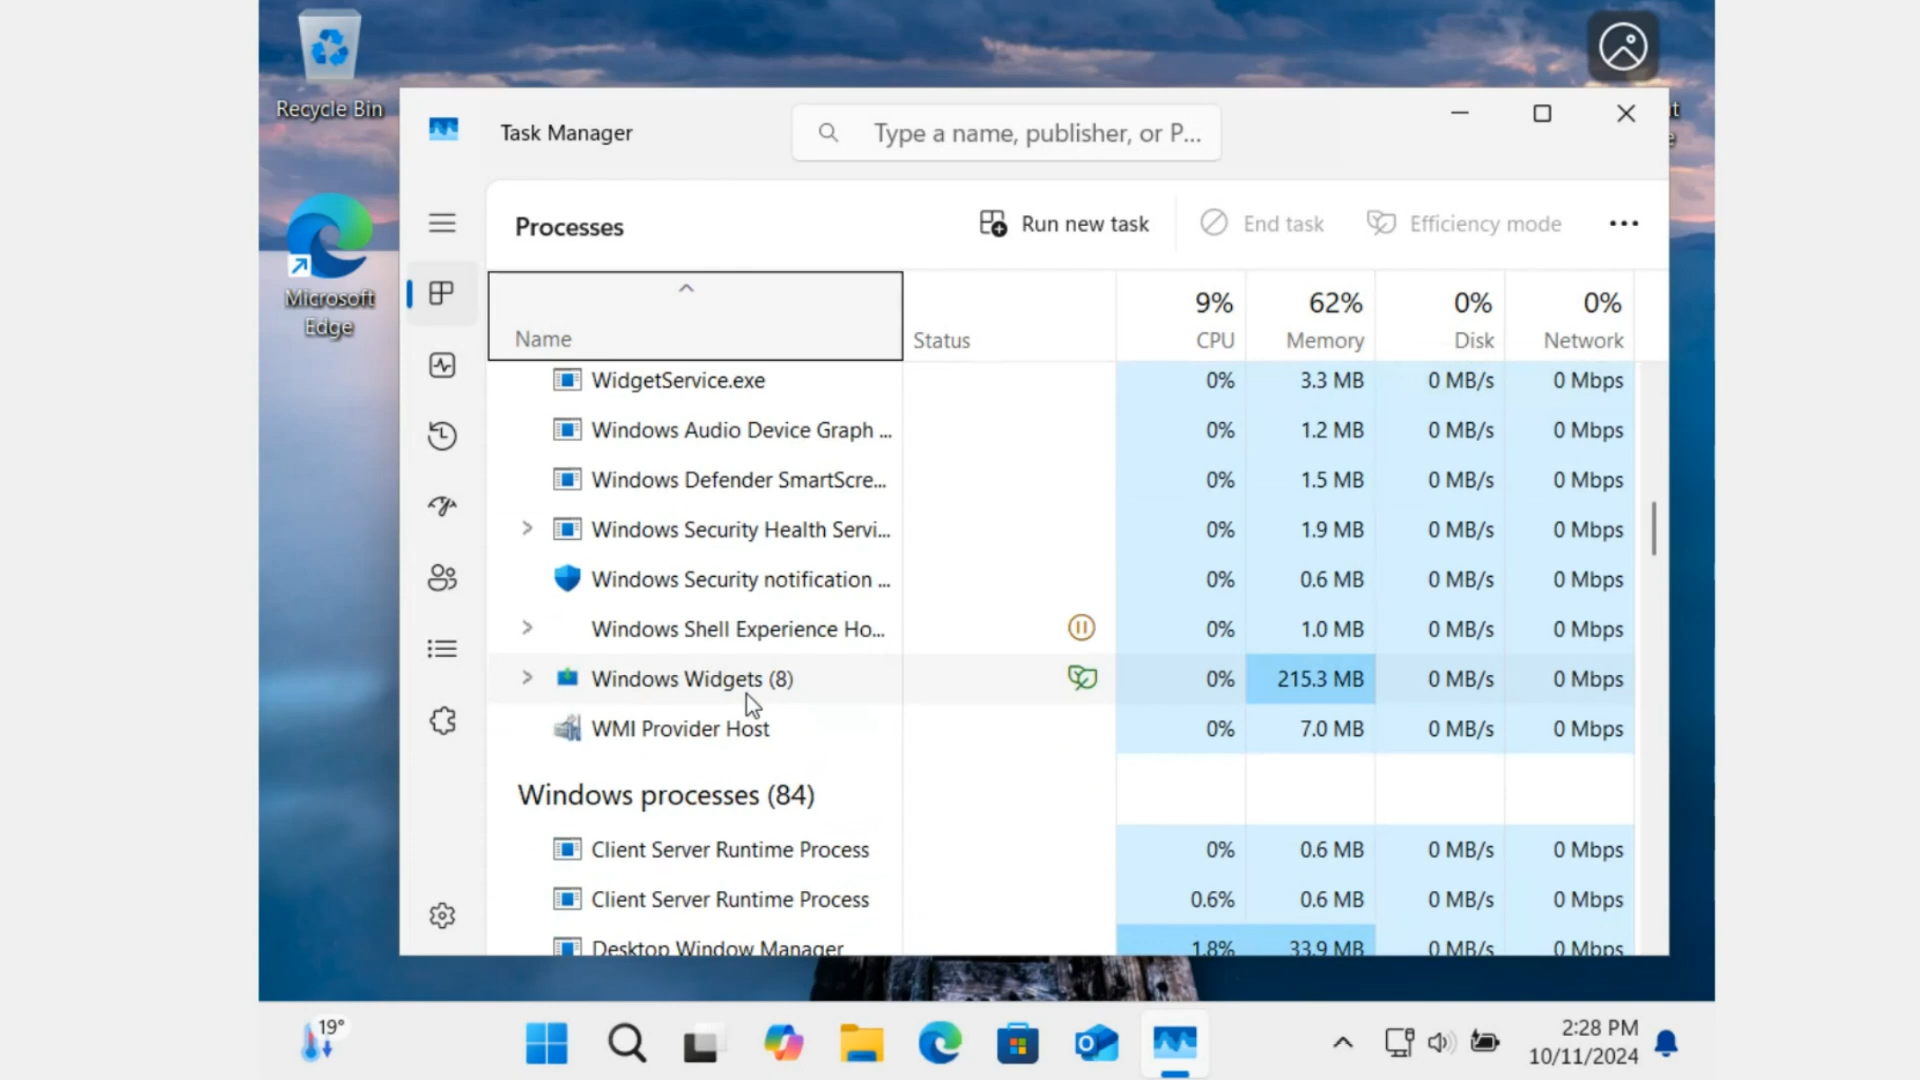 Recycle Bin
Microsoft
Edge
Task Manager
Type a name, publisher, or P...
Processes
Run new task
End task
Efficiency mode
Name
Status
9%
CPU
62%
Memory
0%
Disk
0%
Network
WidgetService.exe 0% 3.3 MB 0 MB/s 0 Mbps
Windows Audio Device Graph ... 0% 1.2 MB 0 MB/s 0 Mbps
Windows Defender SmartScre... 0% 1.5 MB 0 MB/s 0 Mbps
Windows Security Health Servi... 0% 1.9 MB 0 MB/s 0 Mbps
Windows Security notification ... 0% 0.6 MB 0 MB/s 0 Mbps
Windows Shell Experience Ho... 0% 1.0 MB 0 MB/s 0 Mbps
Windows Widgets (8) 0% 215.3 MB 0 MB/s 0 Mbps
WMI Provider Host 0% 7.0 MB 0 MB/s 0 Mbps
Windows processes (84)
Client Server Runtime Process 0% 0.6 MB 0 MB/s 0 Mbps
Client Server Runtime Process 0.6% 0.6 MB 0 MB/s 0 Mbps
Desktop Window Manager 1.8% 33.9 MB 0 MB/s 0 Mbps
19°
2:28 PM
10/11/2024